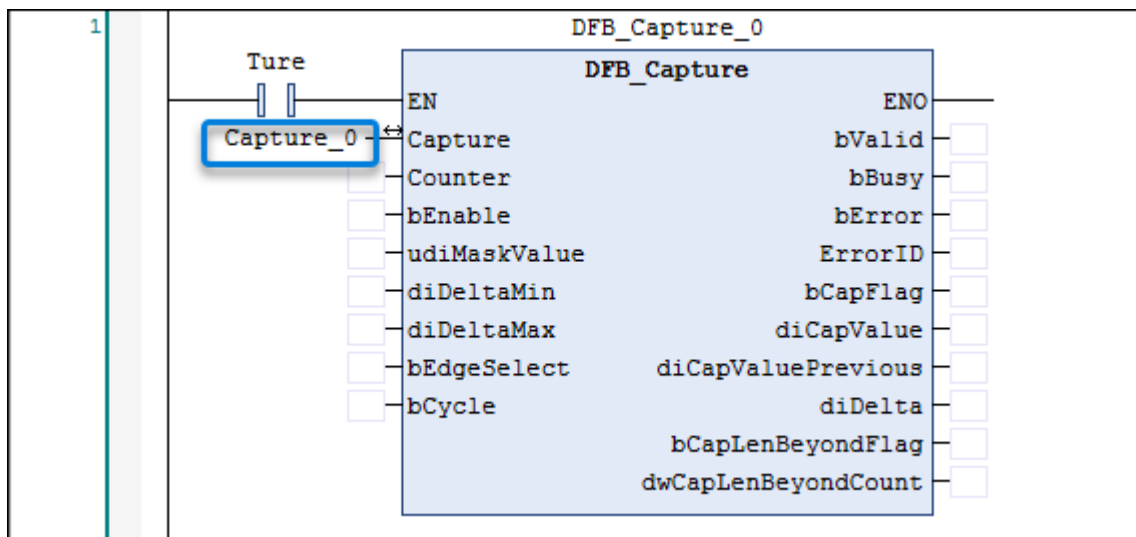 1
DFB_Capture_0
Ture
DFB_Capture
EN ENO
Capture_0 Capture bValid
Counter bBusy
bEnable bError
udiMaskValue ErrorID
diDeltaMin bCapFlag
diDeltaMax diCapValue
bEdgeSelect diCapValuePrevious
bCycle diDelta
bCapLenBeyondFlag
dwCapLenBeyondCount